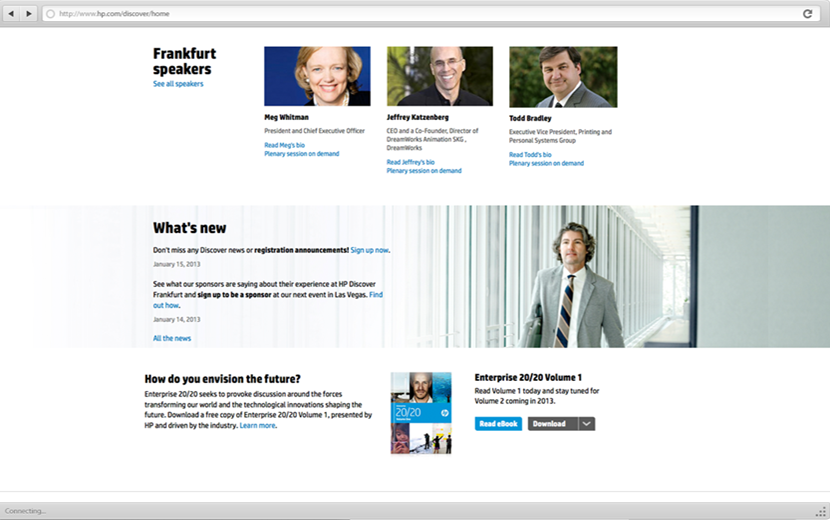 http://www.hp.com/discover/home
Frankfurt
speakers
See all speakers
Meg Whitman
President and Chief Executive Officer
Read Meg's bio
Plenary session on demand
Jeffrey Katzenberg
CEO and a Co-Founder, Director of
DreamWorks Animation SKG ,
DreamWorks
Read Jeffrey's bio
Plenary session on demand
Todd Bradley
Executive Vice President, Printing and
Personal Systems Group
Read Todd's bio
Plenary session on demand
What's new
Don't miss any Discover news or registration announcements! Sign up now.
January 15, 2013
See what our sponsors are saying about their experience at HP Discover
Frankfurt and sign up to be a sponsor at our next event in Las Vegas. Find
out how.
January 14, 2013
All the news
How do you envision the future?
Enterprise 20/20 seeks to provoke discussion around the forces
transforming our world and the technological innovations shaping the
future. Download a free copy of Enterprise 20/20 Volume 1, presented by
HP and driven by the industry. Learn more.
20/20
hp
Enterprise 20/20 Volume 1
Read Volume 1 today and stay tuned for
Volume 2 coming in 2013.
Read eBook
Download
Connecting...